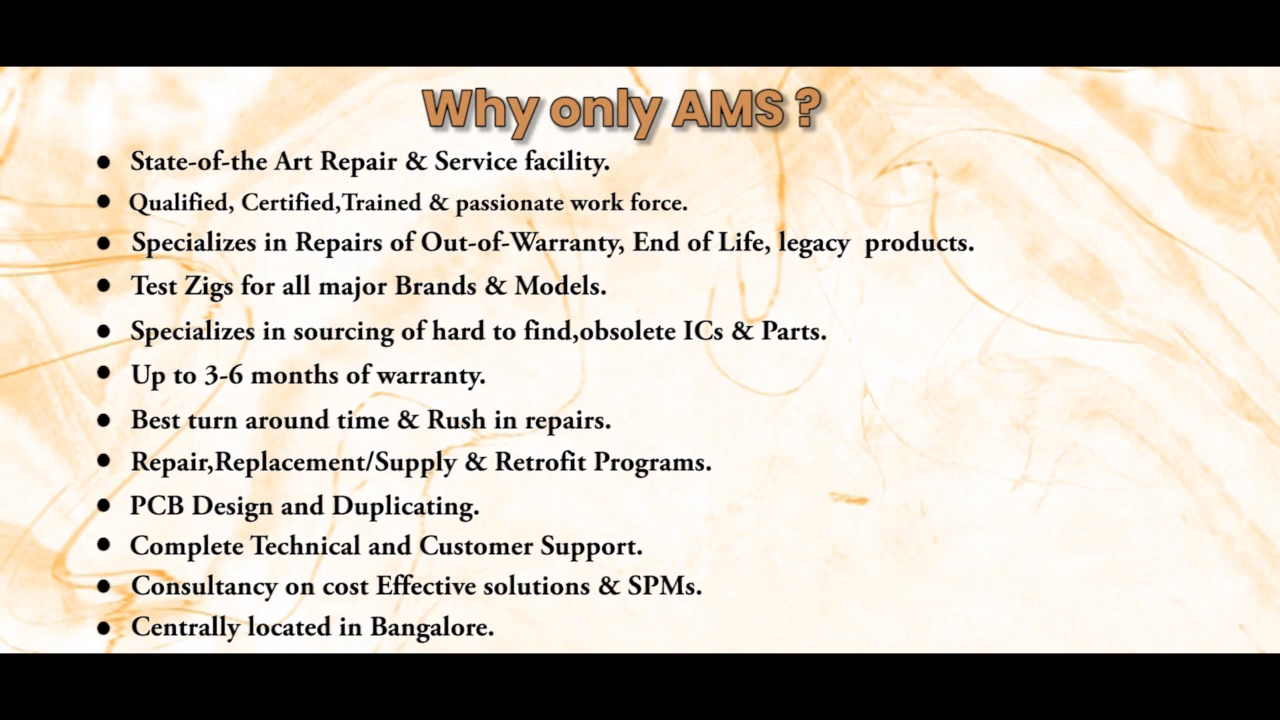 Why only AMS ?
• State-of-the Art Repair & Service facility.
• Qualified, Certified,Trained & passionate work force.
• Specializes in Repairs of Out-of-Warranty, End of Life, legacy  products.
• Test Zigs for all major Brands & Models.
• Specializes in sourcing of hard to find,obsolete ICs & Parts.
• Up to 3-6 months of warranty.
• Best turn around time & Rush in repairs.
• Repair,Replacement/Supply & Retrofit Programs.
• PCB Design and Duplicating.
• Complete Technical and Customer Support.
• Consultancy on cost Effective solutions & SPMs.
• Centrally located in Bangalore.